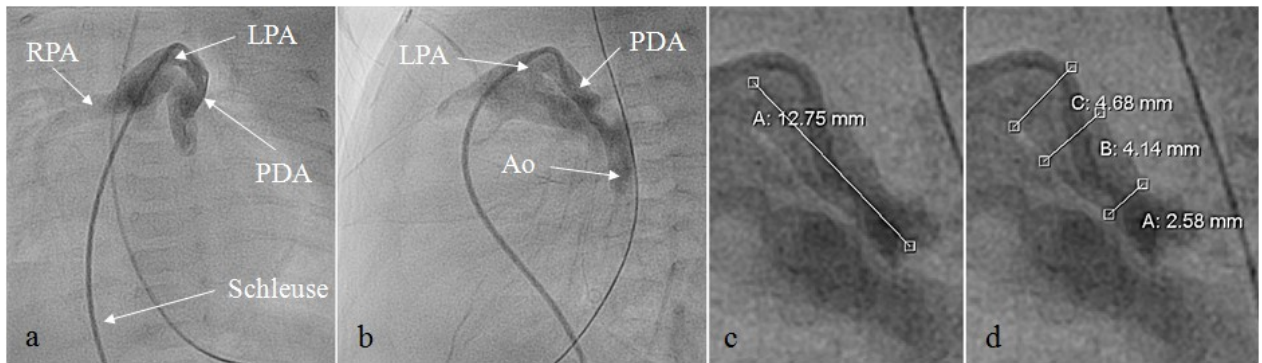 RPA
LPA
PDA
Schleuse
a
LPA
PDA
Ao
b
A: 12.75 mm
c
C: 4.68 mm
B: 4.14 mm
A: 2.58 mm
d